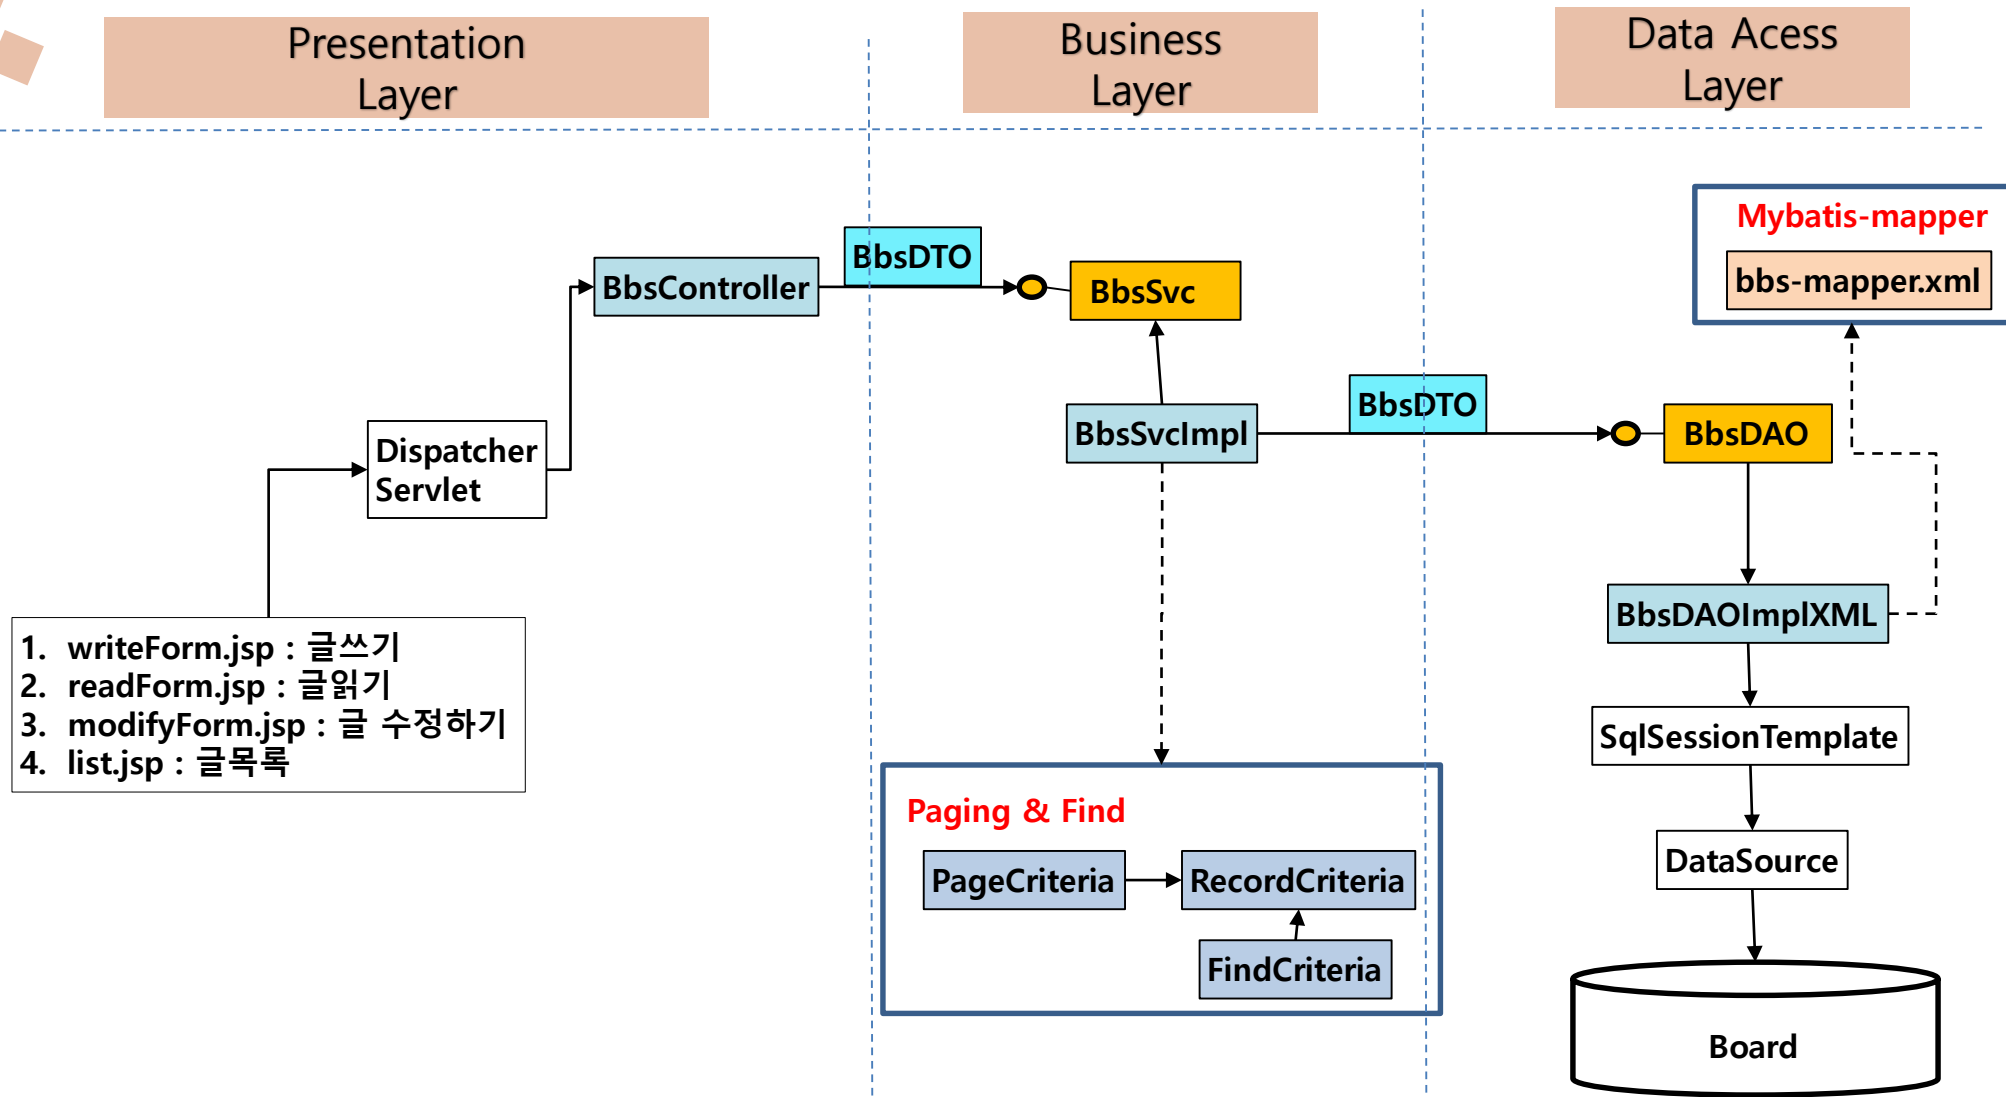 Presentation
Layer
Business
Layer
Data Acess
Layer
Mybatis-mapper
bbs-mapper.xml
BbsController
BbsDTO
BbsSvc
BbsSvcImpl
BbsDTO
BbsDAO
Dispatcher
Servlet
BbsDAOImplXML
1. writeForm.jsp : 글쓰기
2. readForm.jsp : 글읽기
3. modifyForm.jsp : 글 수정하기
4. list.jsp : 글목록
SqlSessionTemplate
Paging & Find
PageCriteria
RecordCriteria
FindCriteria
DataSource
Board